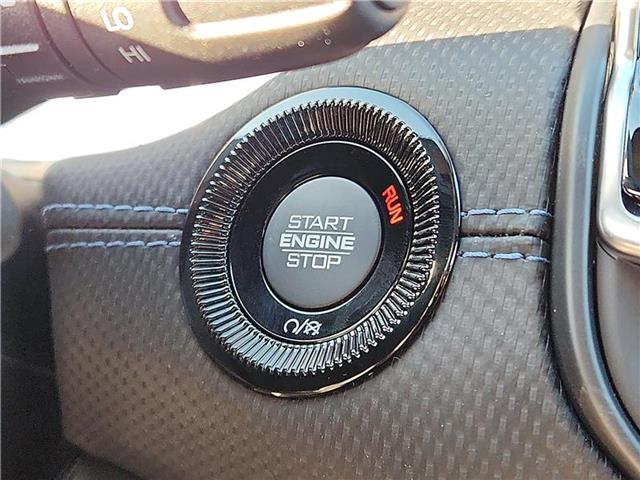 LO
HI
RUN
START
ENGINE
STOP